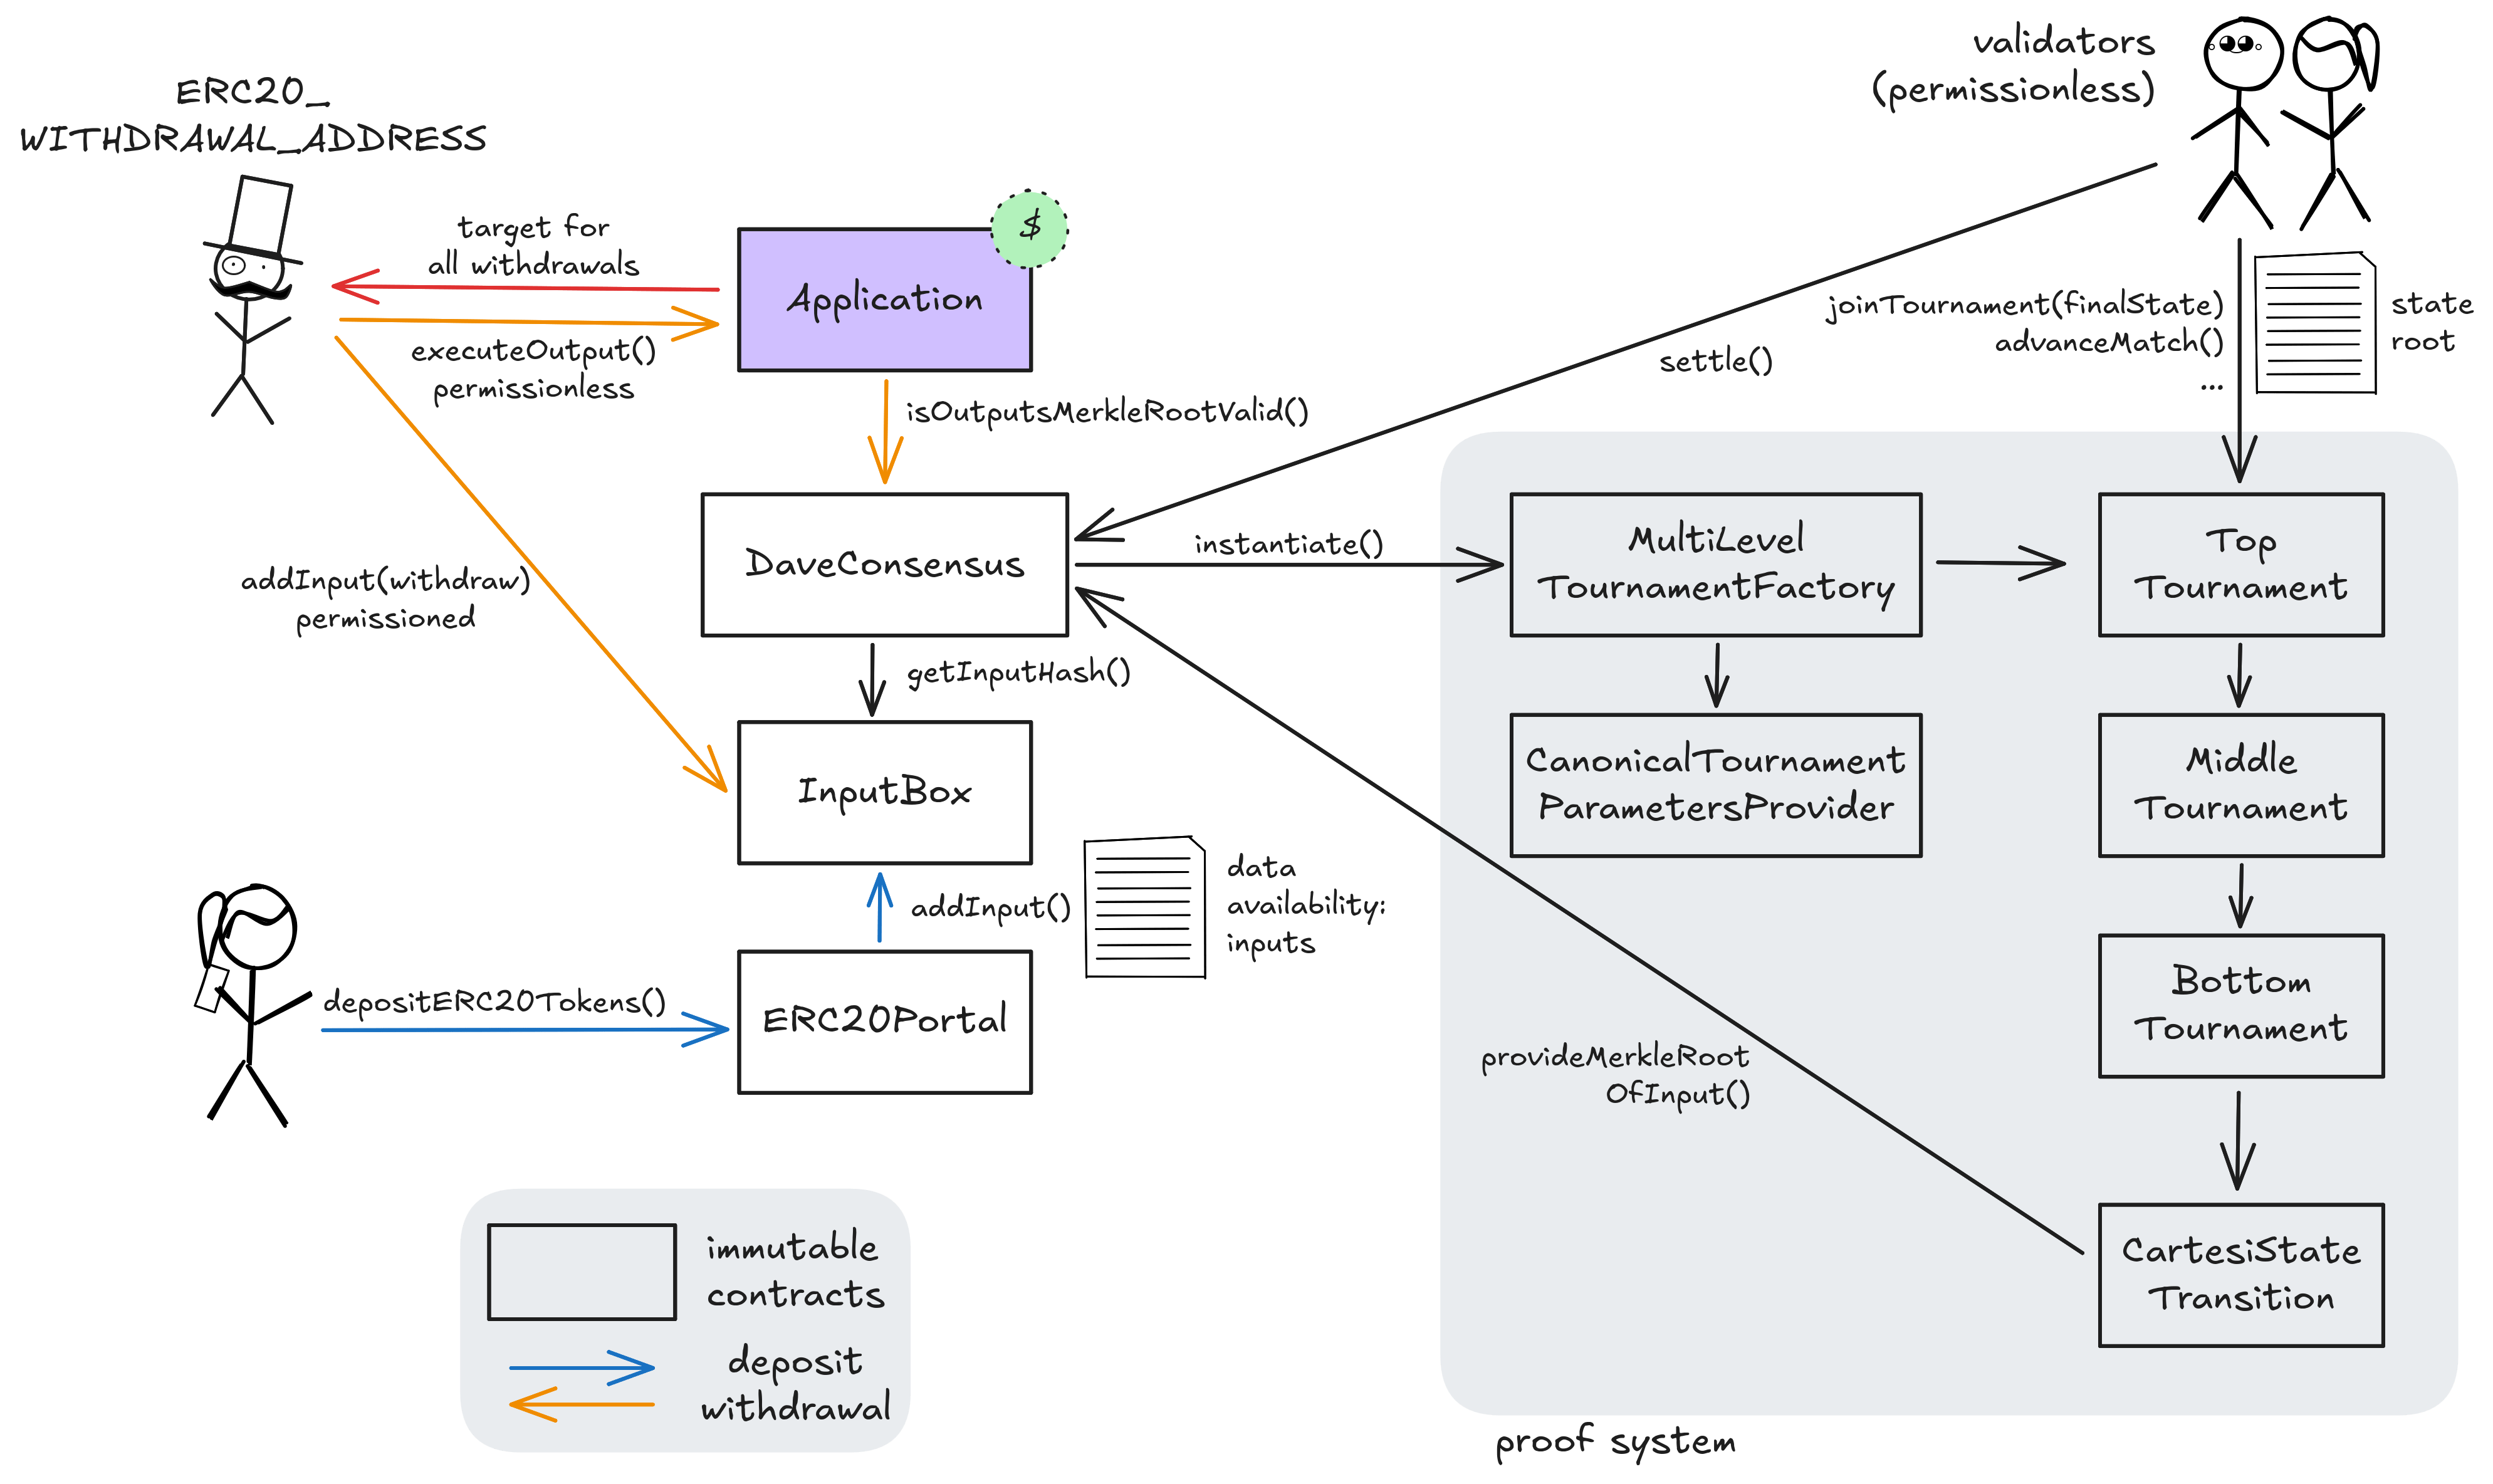 validators
(permissionless)
ERC20_
WITHDRAWAL_ADDRESS
target for
all withdrawals
$
Application
executeOutput()
permissionless
isOutputsMerkleRootValid()
settle()
joinTournament(finalState)
advanceMatch()
...
state
root
DaveConsensus
instantiate()
MultiLevel
TournamentFactory
Top
Tournament
addInput(withdraw)
permissioned
getInputHash()
InputBox
CanonicalTournament
ParametersProvider
Middle
Tournament
addInput()
data
availability:
inputs
depositERC20Tokens()
ERC20Portal
Bottom
Tournament
provideMerkleRoot
OfInput()
CartesiState
Transition
immutable
contracts
deposit
withdrawal
proof system